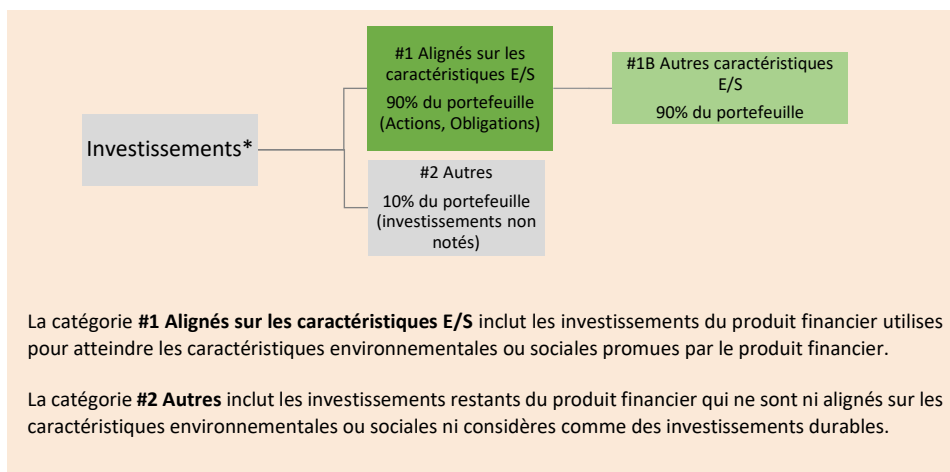 #1 Alignés sur les
caractéristiques E/S
90% du portefeuille
(Actions, Obligations)
#1B Autres caractéristiques
E/S
90% du portefeuille
Investissements*
#2 Autres
10% du portefeuille
(investissements non
notés)
La catégorie #1 Alignés sur les caractéristiques E/S inclut les investissements du produit financier utilises
pour atteindre les caractéristiques environnementales ou sociales promues par le produit financier.
La catégorie #2 Autres inclut les investissements restants du produit financier qui ne sont ni alignés sur les
caractéristiques environnementales ou sociales ni considères comme des investissements durables.